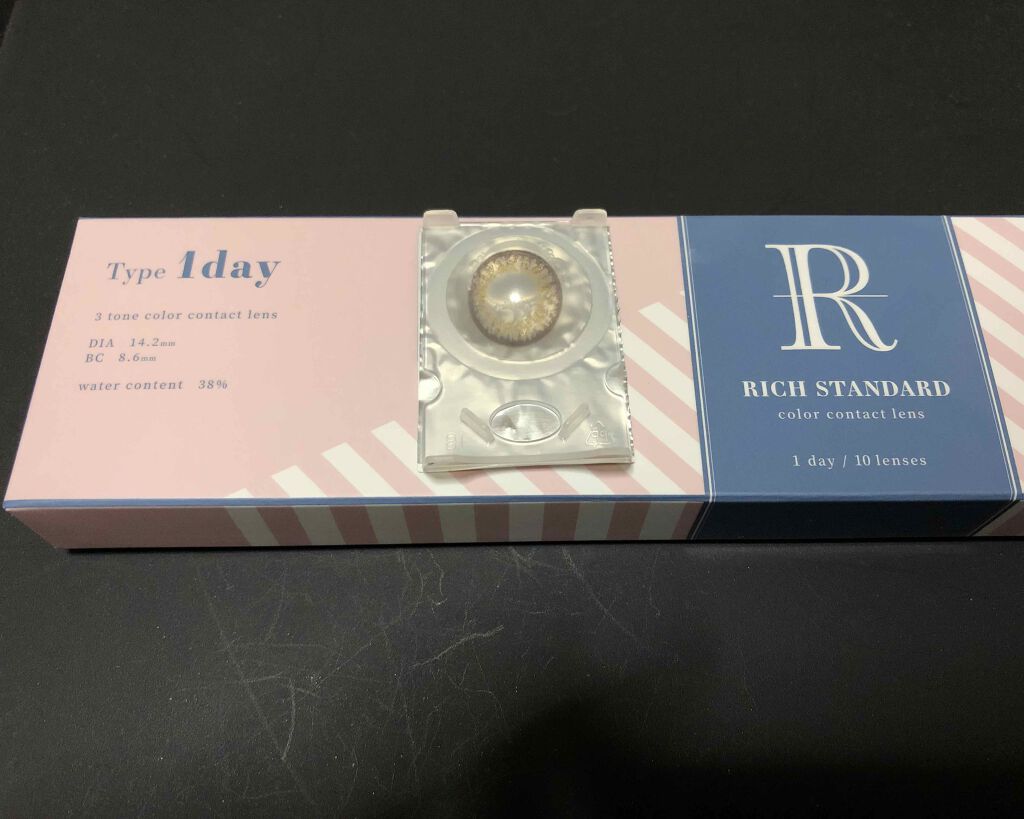 Type 1day
3 tone color contact lens
DIA 14.2mm
BC 8.6mm
water content 38%
R
RICH STANDARD
color contact lens
1 day / 10 lenses